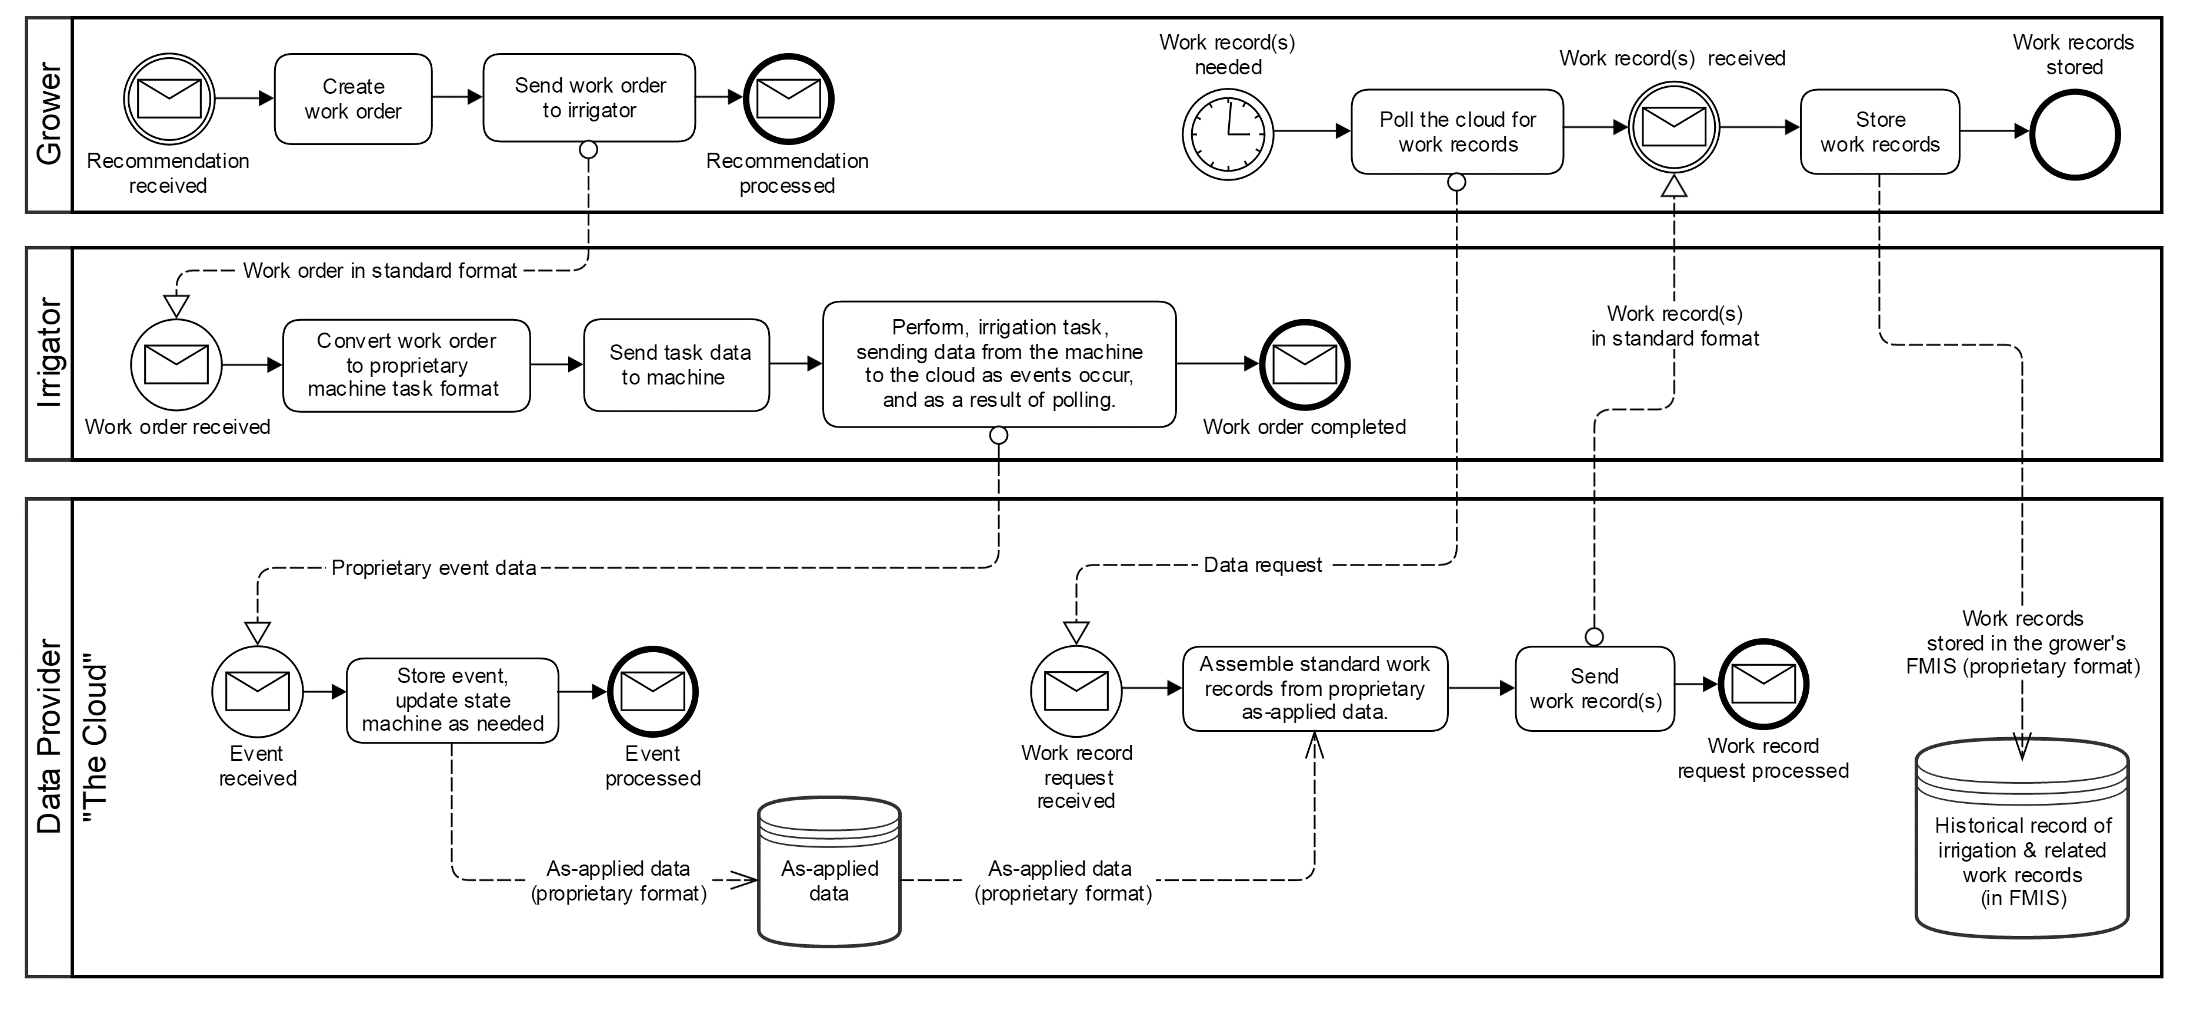 Grower
Recommendation
received
Create
work order
Send work order
to irrigator
Recommendation
processed
Work record(s)
needed
Poll the cloud for
work records
Work record(s)  received
Store
work records
Work records
stored
Irrigator
Work order in standard format
Work order received
Convert work order
to proprietary
machine task format
Send task data
to machine
Perform, irrigation task,
sending data from the machine
to the cloud as events occur,
and as a result of polling.
Work order completed
Work record(s)
in standard format
Data Provider
"The Cloud"
Proprietary event data
Event
received
Store event,
update state
machine as needed
Event
processed
As-applied data
(proprietary format)
As-applied
data
As-applied data
(proprietary format)
Data request
Work record
request
received
Assemble standard work
records from proprietary
as-applied data.
Send
work record(s)
Work record
request processed
Work records
stored in the grower's
FMIS (proprietary format)
Historical record of
irrigation & related
work records
(in FMIS)